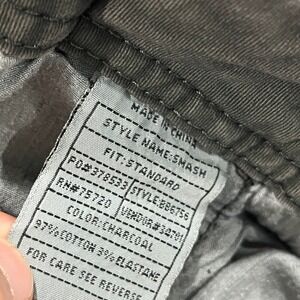 MADE IN CHINA
STYLE NAME:SMASH
FIT:STANDARD
PO#378533 STYLE:BB6756
RN#75720 VENDOR#34701
COLOR:CHARCOAL
97%COTTON 3%ELASTANE
FOR CARE SEE REVERSE